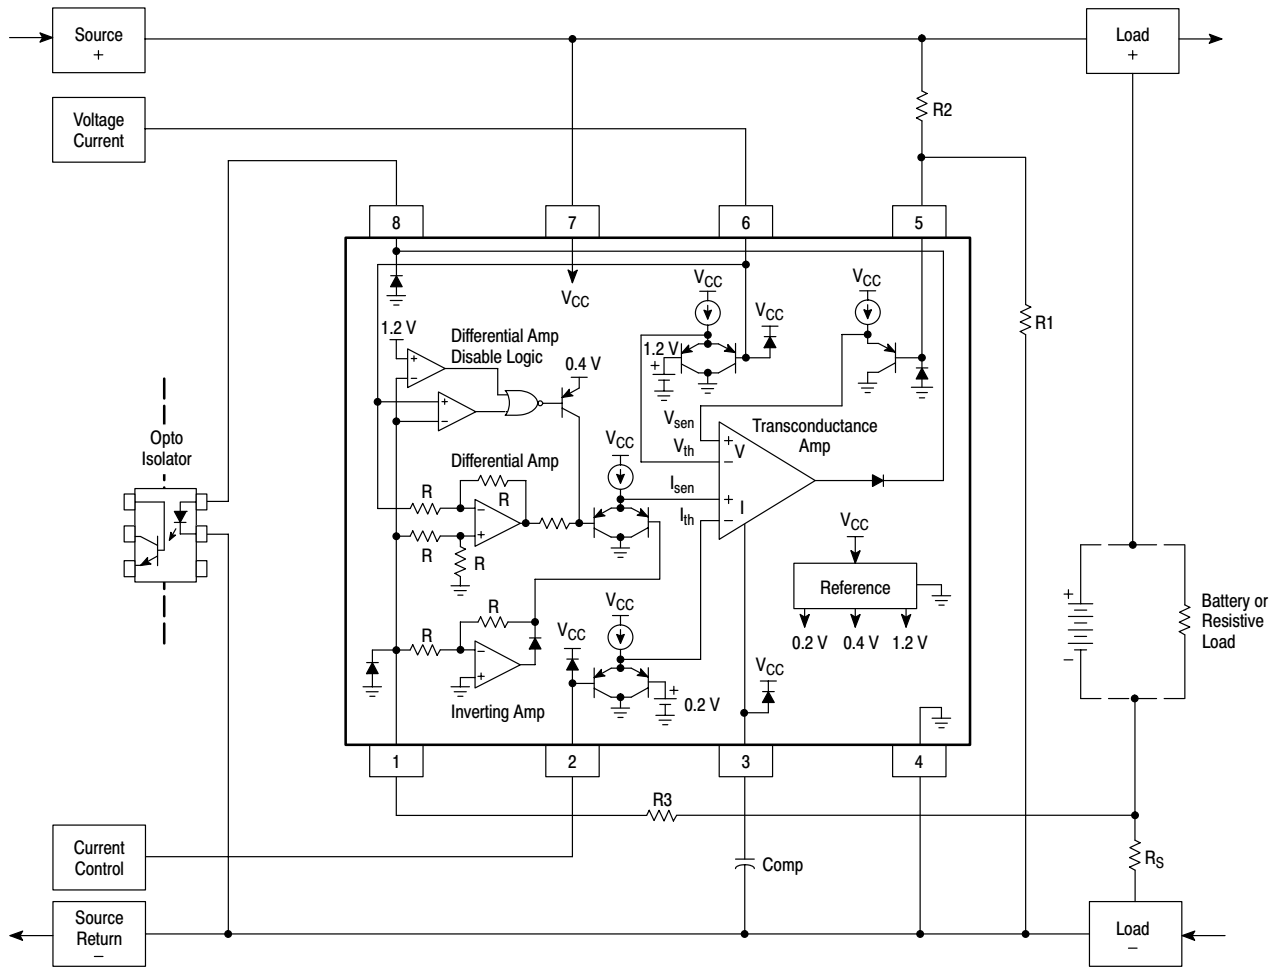 Source
+
Load
+
Voltage
Current
R2
8
7
6
5
VCC
VCC
VCC
VCC
1.2 V
Differential Amp
Disable Logic
0.4 V
1.2 V
+
R1
+
−
+
−
Opto
Isolator
Vsen
Vth
Transconductance
Amp
+
V
−
VCC
Differential Amp
Isen
Ith
+
I
−
R
R
−
+
R
R
VCC
Reference
0.2 V
0.4 V
1.2 V
+
−
Battery or
Resistive
Load
R
R
−
+
Inverting Amp
VCC
VCC
+
0.2 V
VCC
1
2
3
4
R3
RS
Current
Control
Comp
Source
Return
−
Load
−